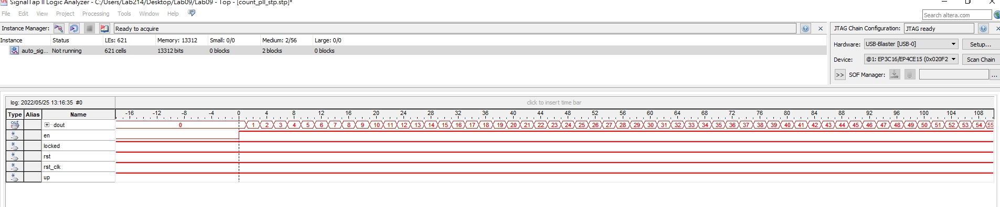 SignalTap II Logic Analyzer - C:/Users/Lab214/Desktop/Lab09/Lab09 - Top - [count_pll_stp.stp]*
File Edit View Project Processing Tools Window Help
Search altera.com
Instance Manager: Ready to acquire
JTAG Chain Configuration: JTAG ready
Instance Status LEs: 621 Memory: 13312 Small: 0/0 Medium: 2/56 Large: 0/0
auto_sig... Not running 621 cells 13312 bits 0 blocks 2 blocks 0 blocks
Hardware: USB-Blaster [USB-0] Setup...
Device: @1: EP3C16/EP4CE15 (0x020F2 Scan Chain
>> SOF Manager: ...
log: 2022/05/25 13:16:35 #0 click to insert time bar
Type Alias Name -16 -12 -8 -4 0 4 8 12 16 20 24 28 32 36 40 44 48 52 56 60 64 68 72 76 80 84 88 92 96 100 104 108
out dout 0 1 2 3 4 5 6 7 8 9 10 11 12 13 14 15 16 17 18 19 20 21 22 23 24 25 26 27 28 29 30 31 32 33 34 35 36 37 38 39 40 41 42 43 44 45 46 47 48 49 50 51 52 53 54 55
* en
* locked
* rst
* rst_clk
* up